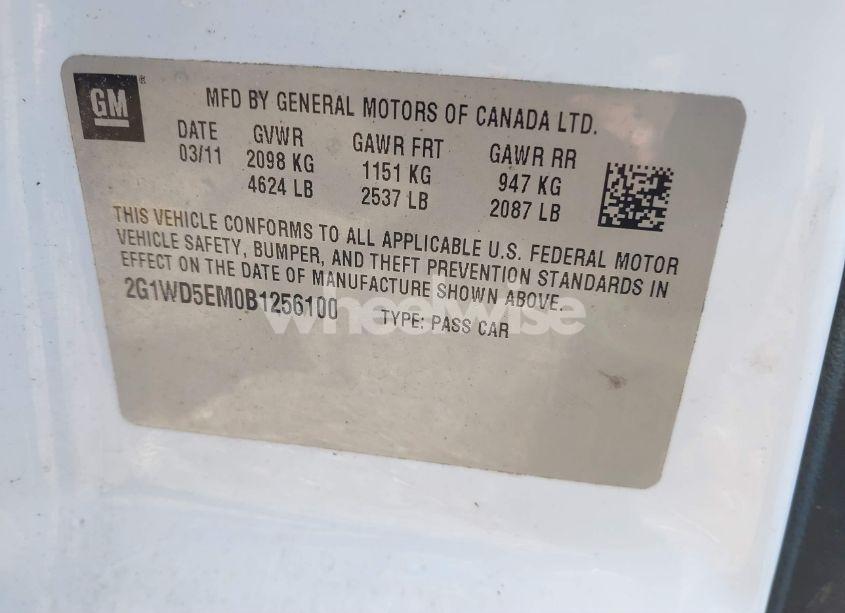 GM
MFD BY GENERAL MOTORS OF CANADA LTD.
DATE GVWR GAWR FRT GAWR RR
03/11 2098 KG 1151 KG 947 KG
4624 LB 2537 LB 2087 LB
THIS VEHICLE CONFORMS TO ALL APPLICABLE U.S. FEDERAL MOTOR
VEHICLE SAFETY, BUMPER, AND THEFT PREVENTION STANDARDS IN
EFFECT ON THE DATE OF MANUFACTURE SHOWN ABOVE.
2G1WD5EM0B1256100 TYPE: PASS CAR
wheelwise